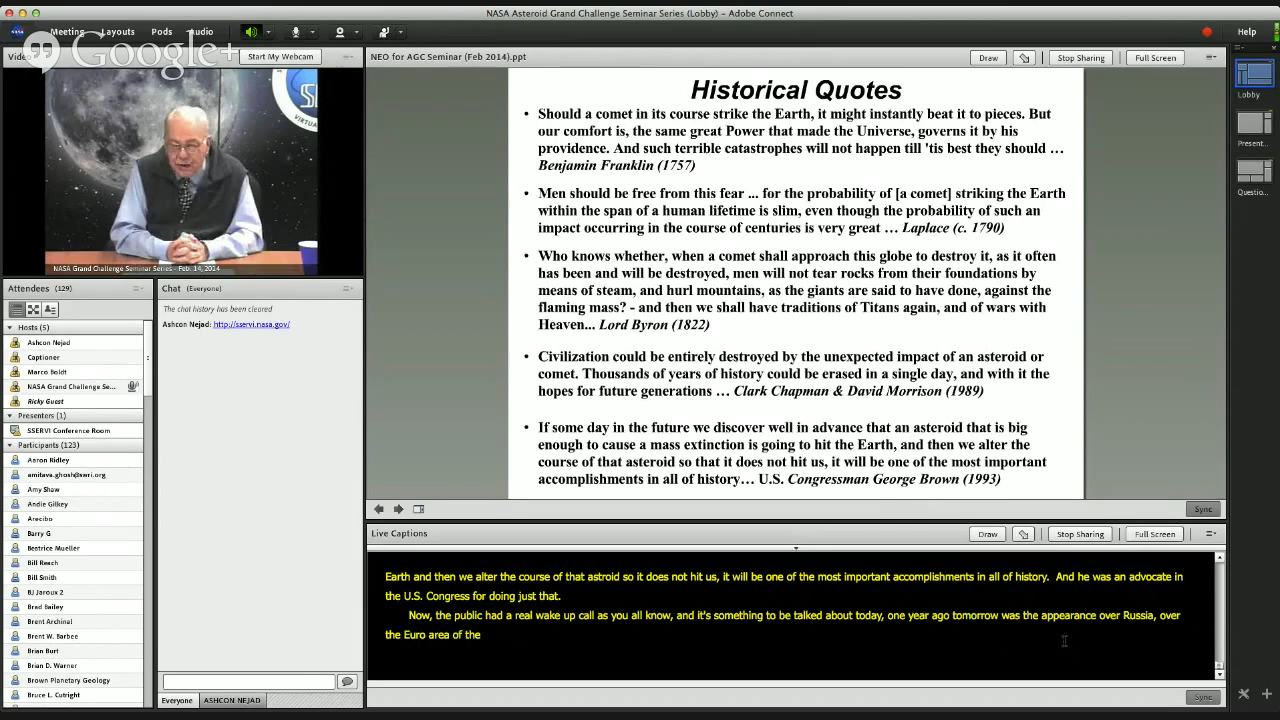 NASA Asteroid Grand Challenge Seminar Series (Lobby) - Adobe Connect
Meeting Layouts Pods Audio
Help
Google+
Start My Webcam
NASA Grand Challenge Seminar Series - Feb. 14, 2014
Attendees (129)
Hosts (5)
Ashcon Nejad
Captioner
Marco Boldt
NASA Grand Challenge Se...
Ricky Guest
Presenters (1)
SSERVI Conference Room
Participants (123)
Aaron Ridley
amitava.ghosh@swri.org
Amy Shaw
Andie Gilkey
Arecibo
Barry G
Beatrice Mueller
Bill Reach
Bill Smith
BJ Jaroux 2
Brad Bailey
Brent Archinal
Brent W. Barbee
Brian Burt
Brian D. Warner
Brown Planetary Geology
Bruce L. Cutright
Chat (Everyone)
The chat history has been cleared
Ashcon Nejad: http://sservi.nasa.gov/
Everyone
ASHCON NEJAD
NEO for AGC Seminar (Feb 2014).ppt
Draw
Stop Sharing
Full Screen
Historical Quotes
• Should a comet in its course strike the Earth, it might instantly beat it to pieces. But
our comfort is, the same great Power that made the Universe, governs it by his
providence. And such terrible catastrophes will not happen till 'tis best they should …
Benjamin Franklin (1757)
• Men should be free from this fear ... for the probability of [a comet] striking the Earth
within the span of a human lifetime is slim, even though the probability of such an
impact occurring in the course of centuries is very great … Laplace (c. 1790)
• Who knows whether, when a comet shall approach this globe to destroy it, as it often
has been and will be destroyed, men will not tear rocks from their foundations by
means of steam, and hurl mountains, as the giants are said to have done, against the
flaming mass? - and then we shall have traditions of Titans again, and of wars with
Heaven... Lord Byron (1822)
• Civilization could be entirely destroyed by the unexpected impact of an asteroid or
comet. Thousands of years of history could be erased in a single day, and with it the
hopes for future generations … Clark Chapman & David Morrison (1989)
• If some day in the future we discover well in advance that an asteroid that is big
enough to cause a mass extinction is going to hit the Earth, and then we alter the
course of that asteroid so that it does not hit us, it will be one of the most important
accomplishments in all of history… U.S. Congressman George Brown (1993)
Sync
Live Captions
Draw
Stop Sharing
Full Screen
Earth and then we alter the course of that astroid so it does not hit us, it will be one of the most important accomplishments in all of history. And he was an advocate in
the U.S. Congress for doing just that.
Now, the public had a real wake up call as you all know, and it's something to be talked about today, one year ago tomorrow was the appearance over Russia, over
the Euro area of the
Sync
Lobby
Present...
Questio...